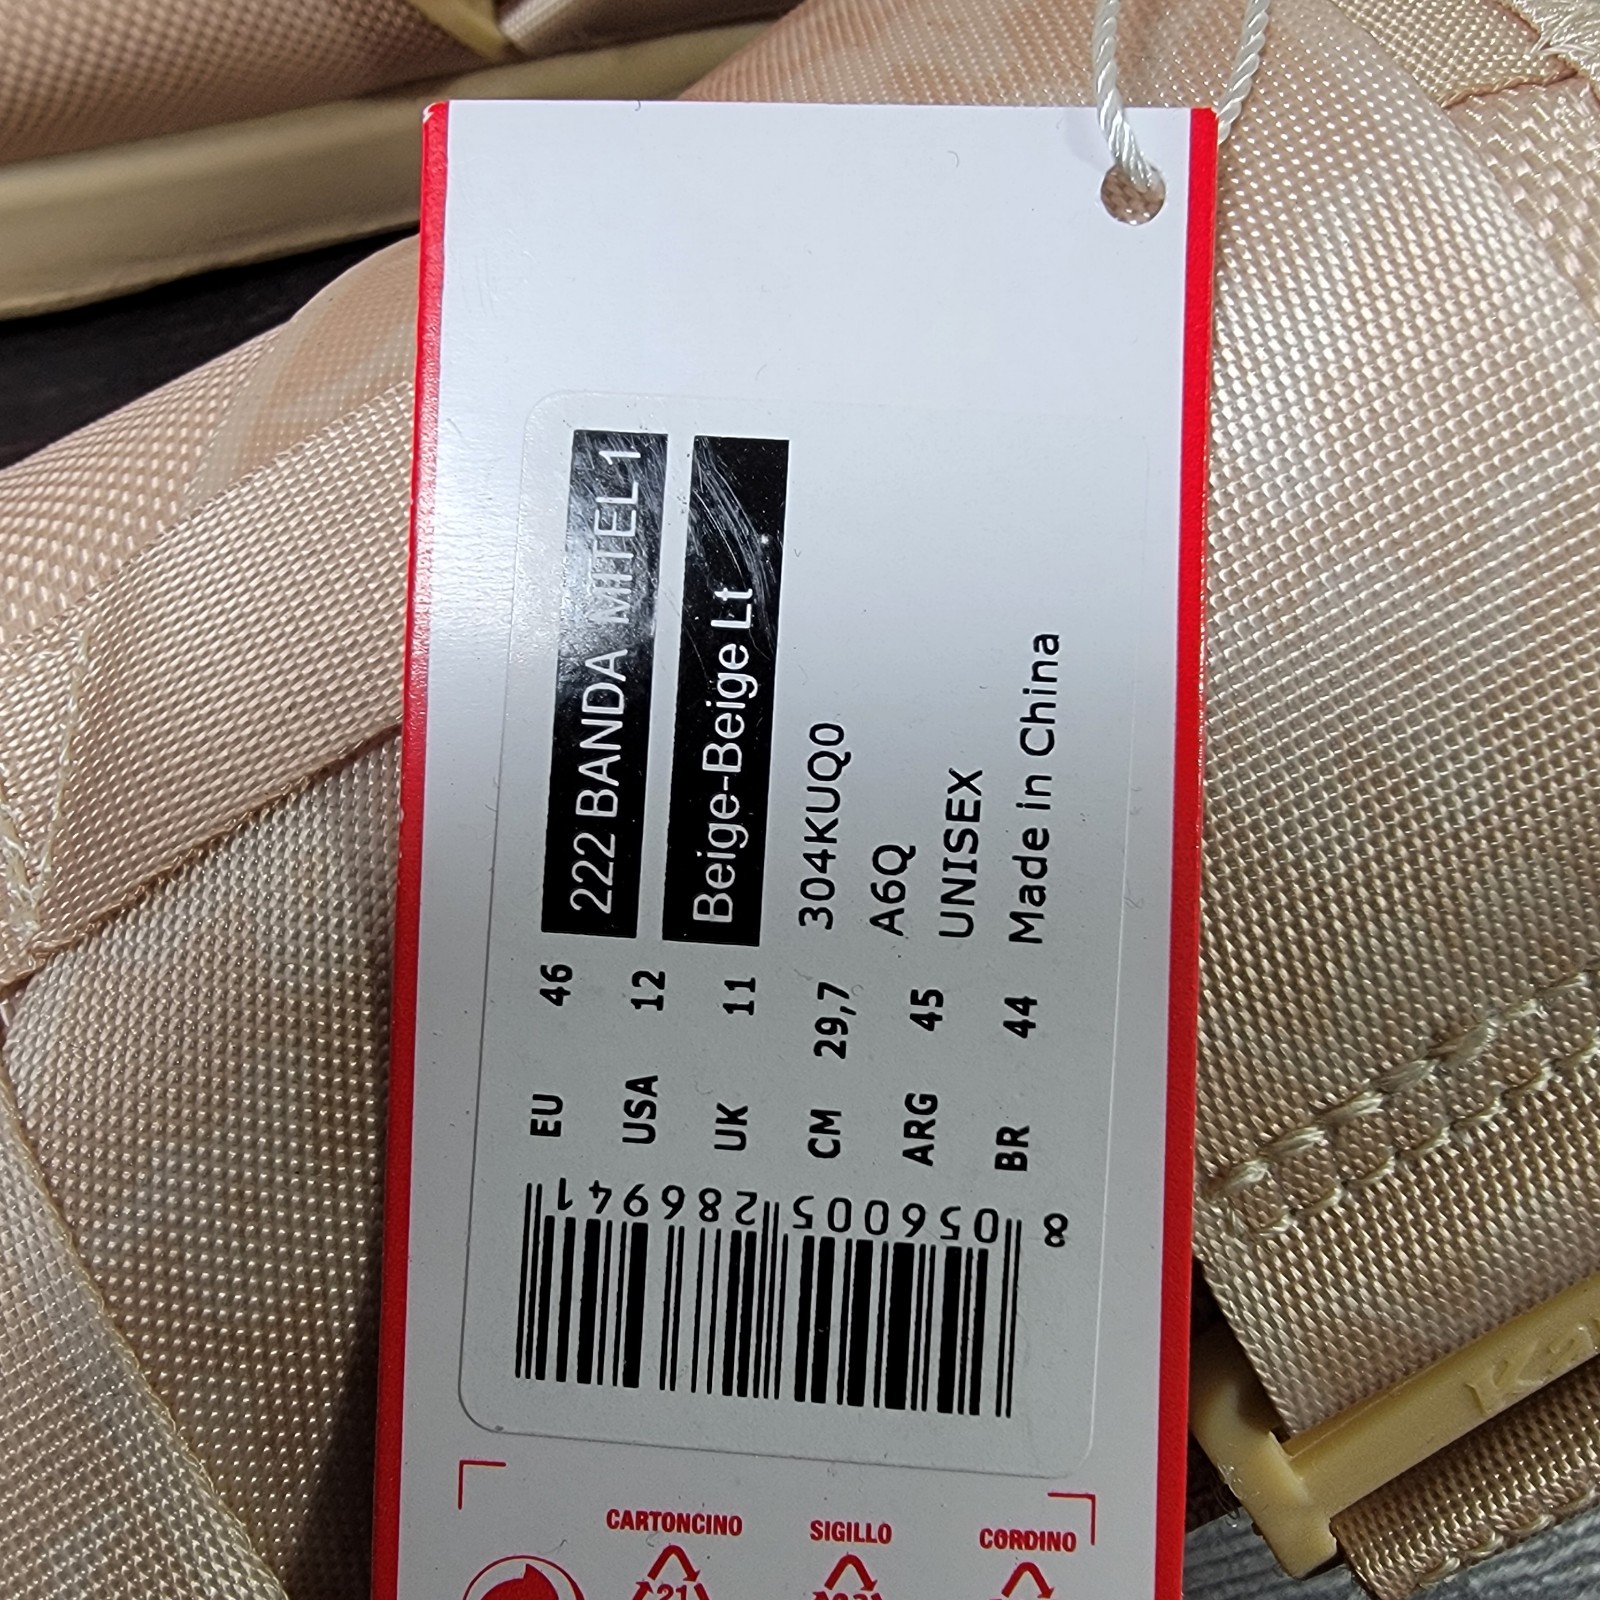 222 BANDA MITEL 1
Beige-Beige Lt
304KUQ0
A6Q
UNISEX
Made in China
EU 46
USA 12
UK 11
CM 29,7
ARG 45
BR 44
8 056005 286941
CARTONCINO
SIGILLO
CORDINO
21